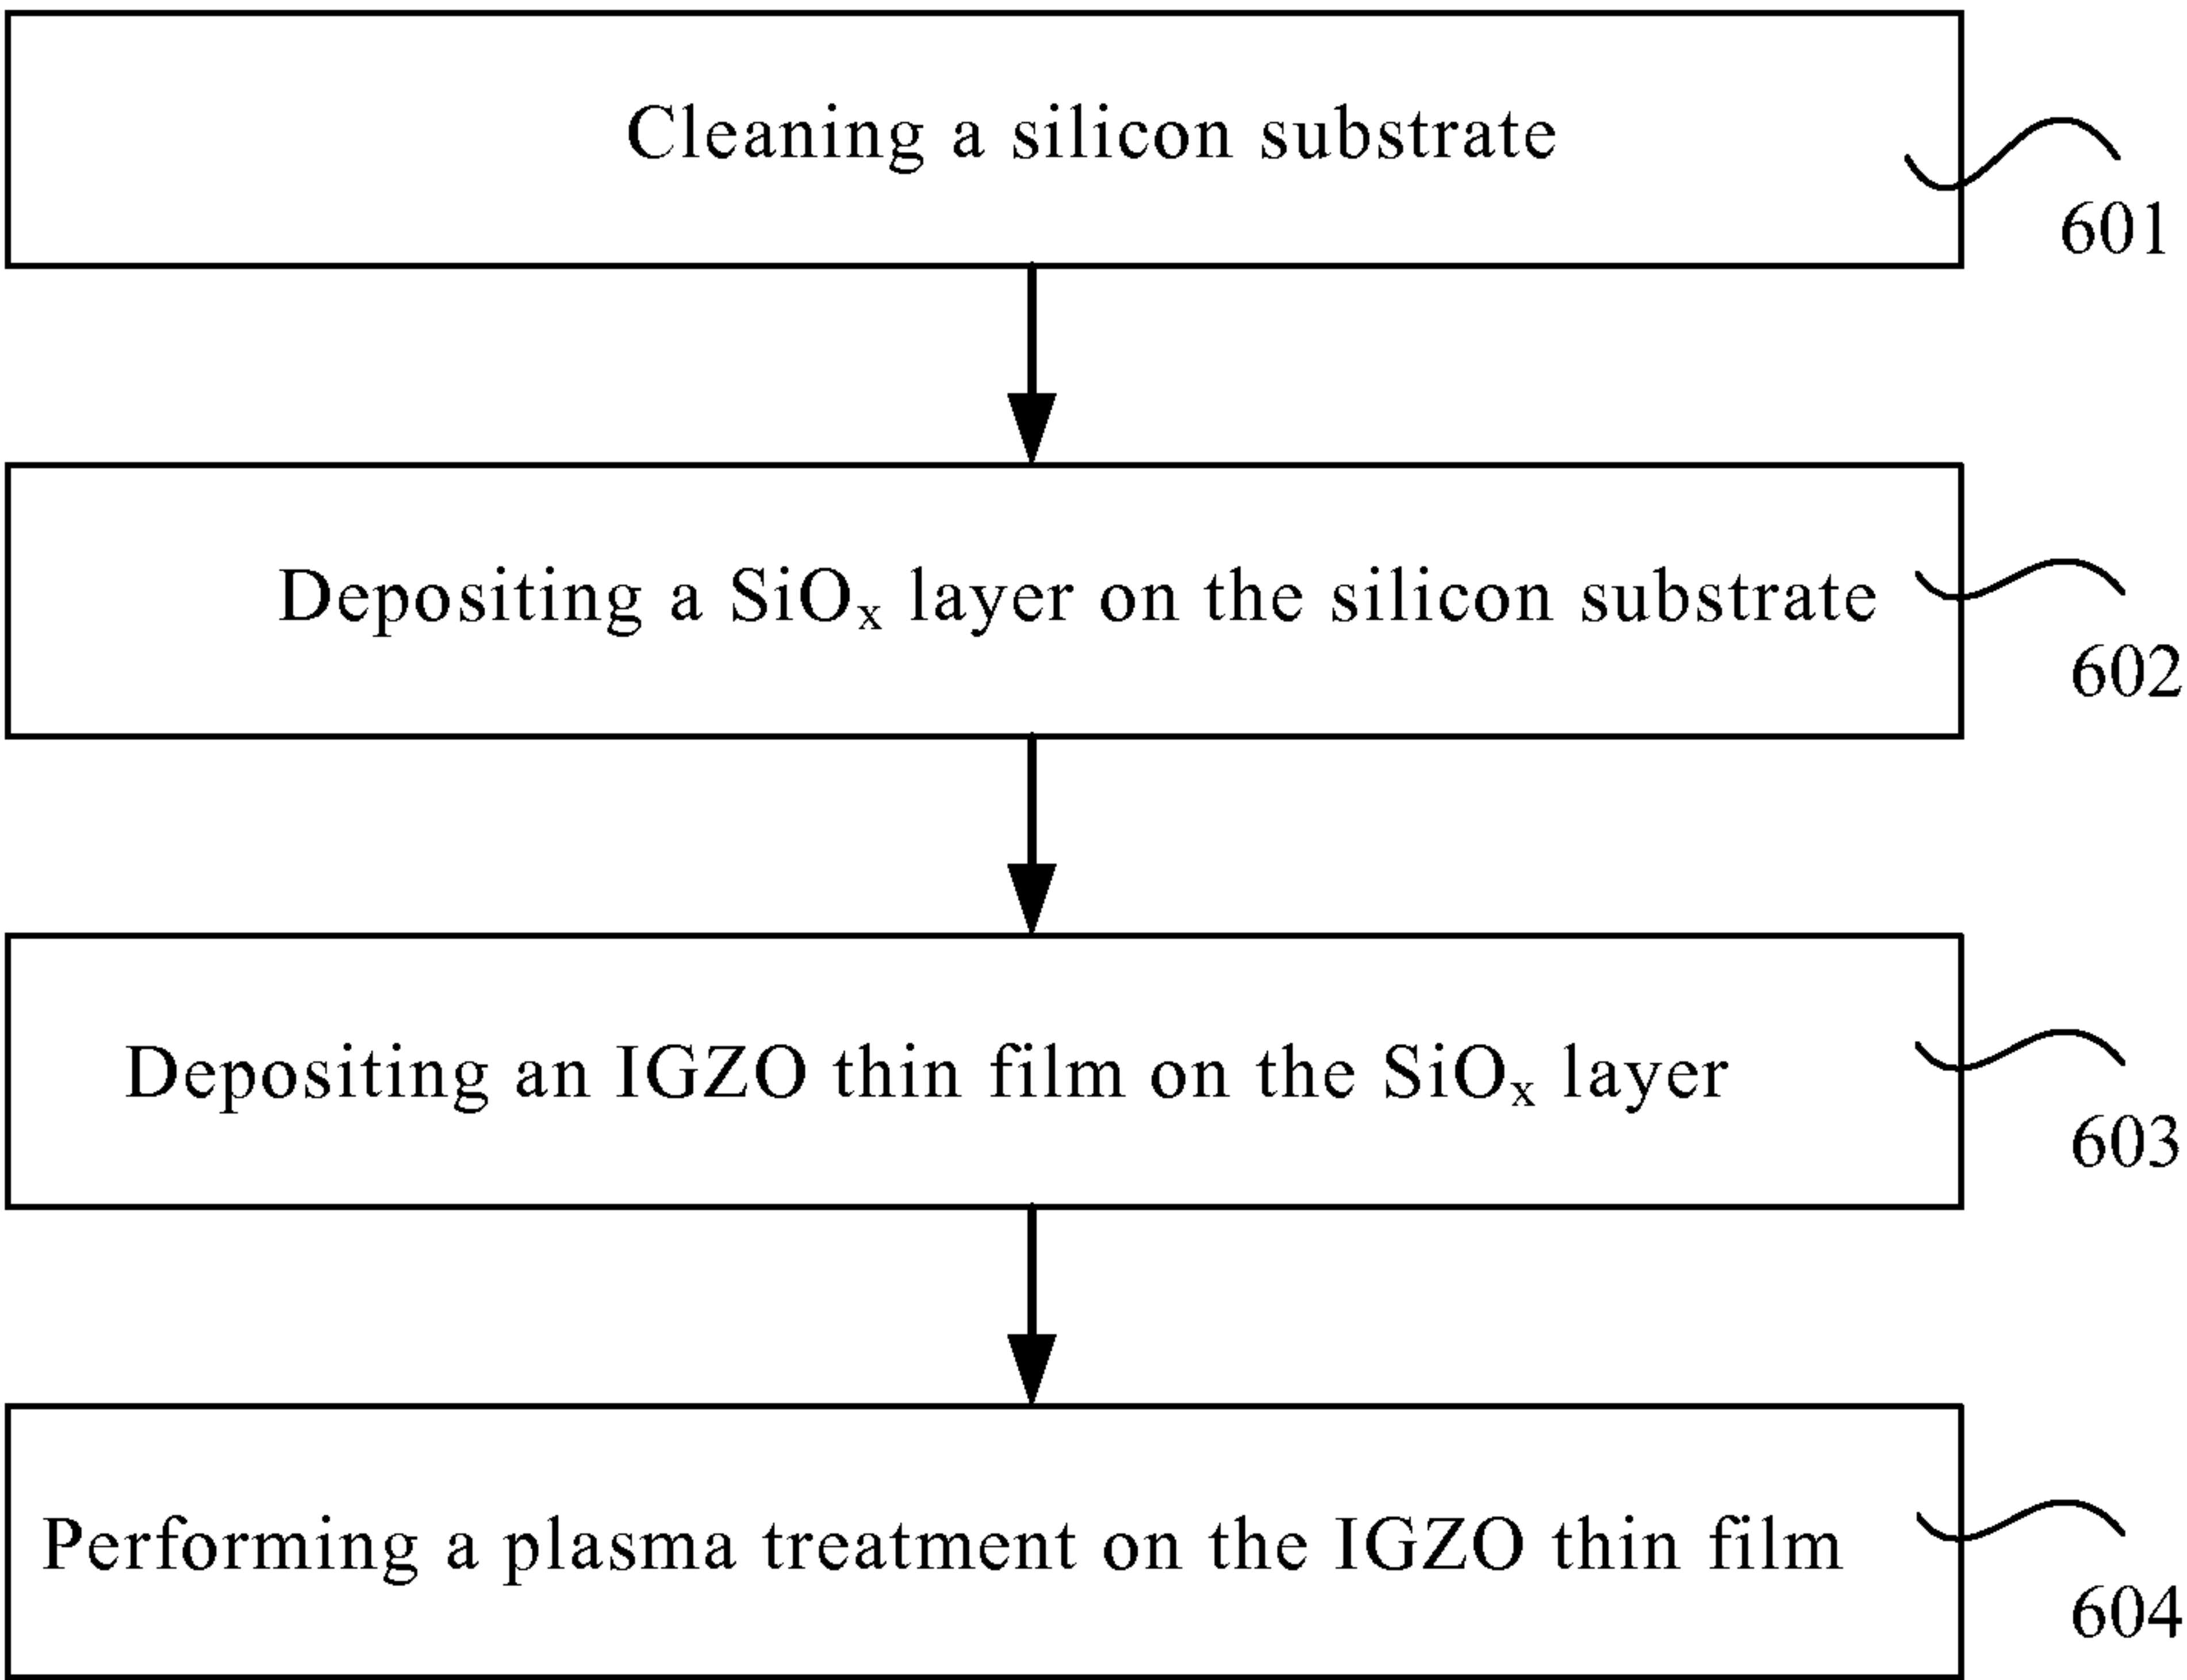 Cleaning a silicon substrate
601
Depositing a SiOₓ layer on the silicon substrate
602
Depositing an IGZO thin film on the SiOₓ layer
603
Performing a plasma treatment on the IGZO thin film
604